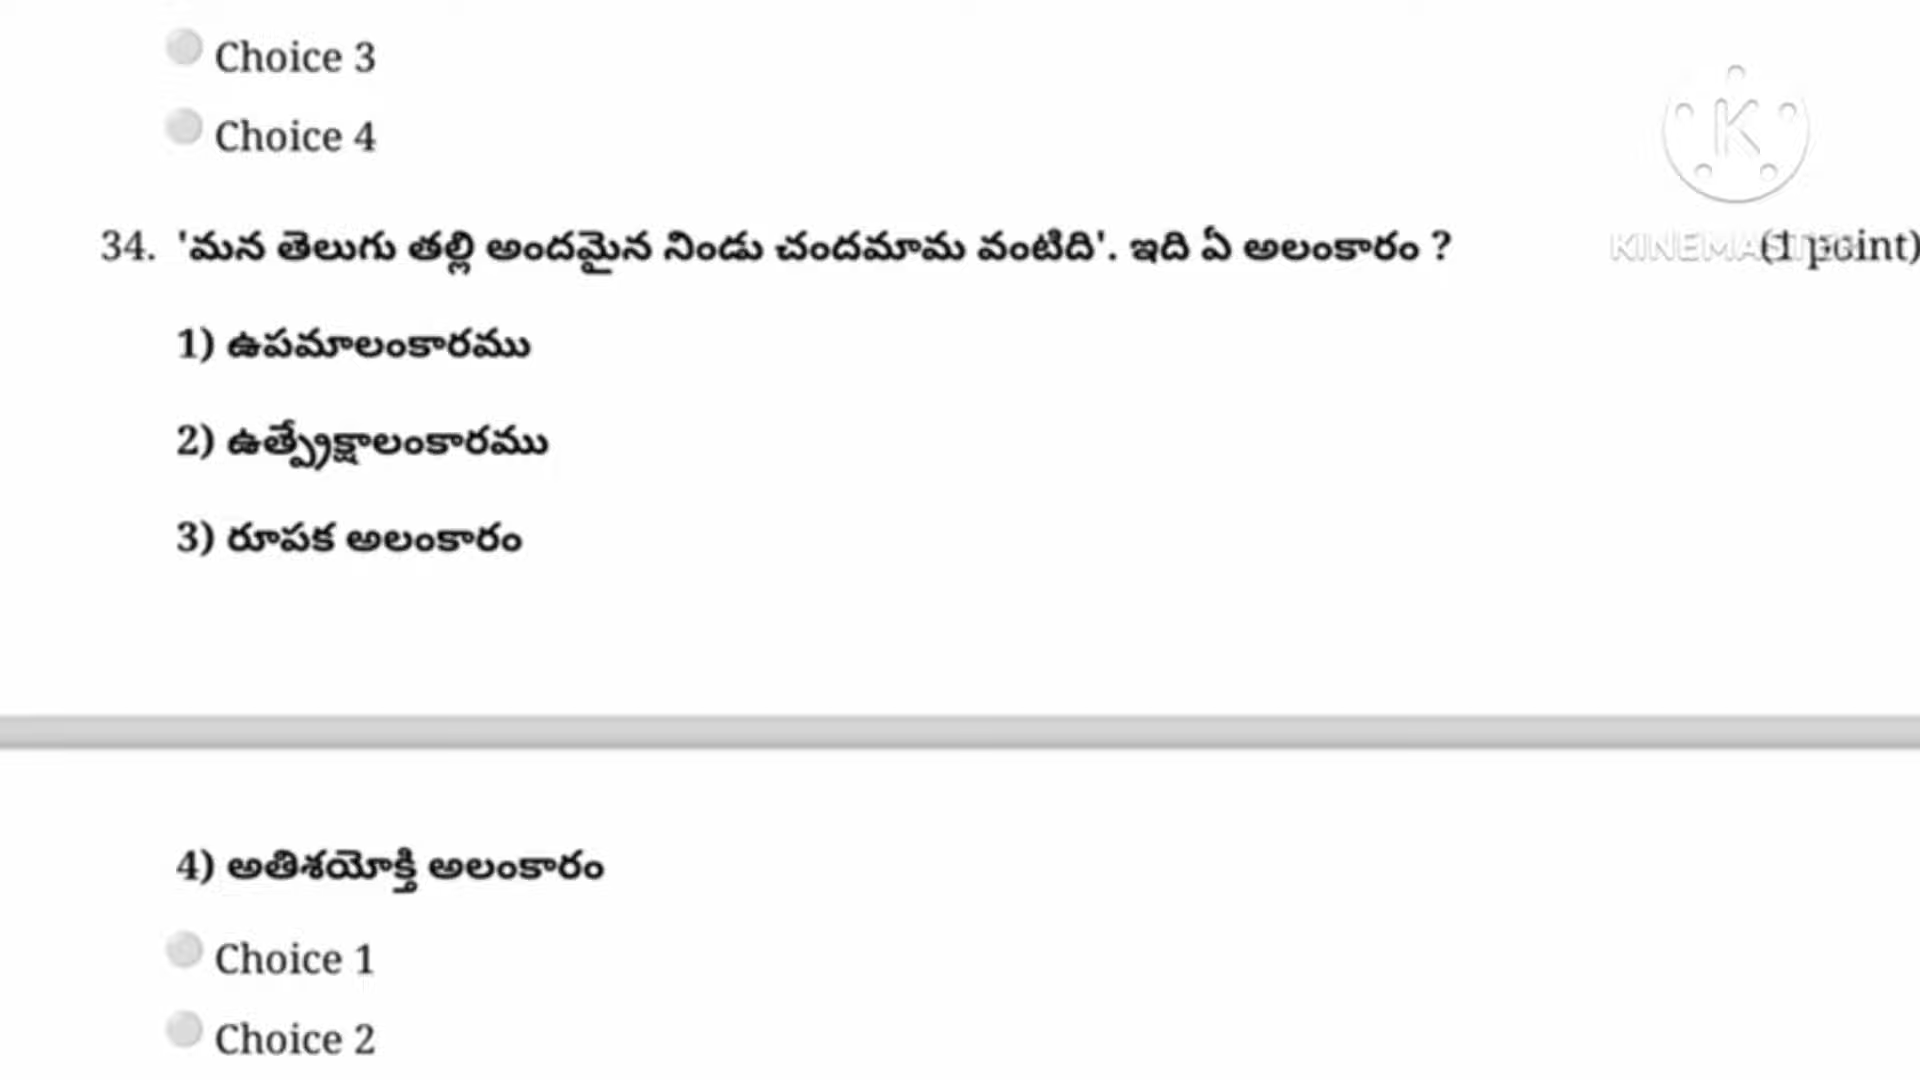 Choice 3
Choice 4
34. 'మన తెలుగు తల్లి అందమైన నిండు చందమామ వంటిది'. ఇది ఏ అలంకారం ? (1 point)
KINEMASTER
1) ఉపమాలంకారము
2) ఉత్ప్రేక్షాలంకారము
3) రూపక అలంకారం
4) అతిశయోక్తి అలంకారం
Choice 1
Choice 2